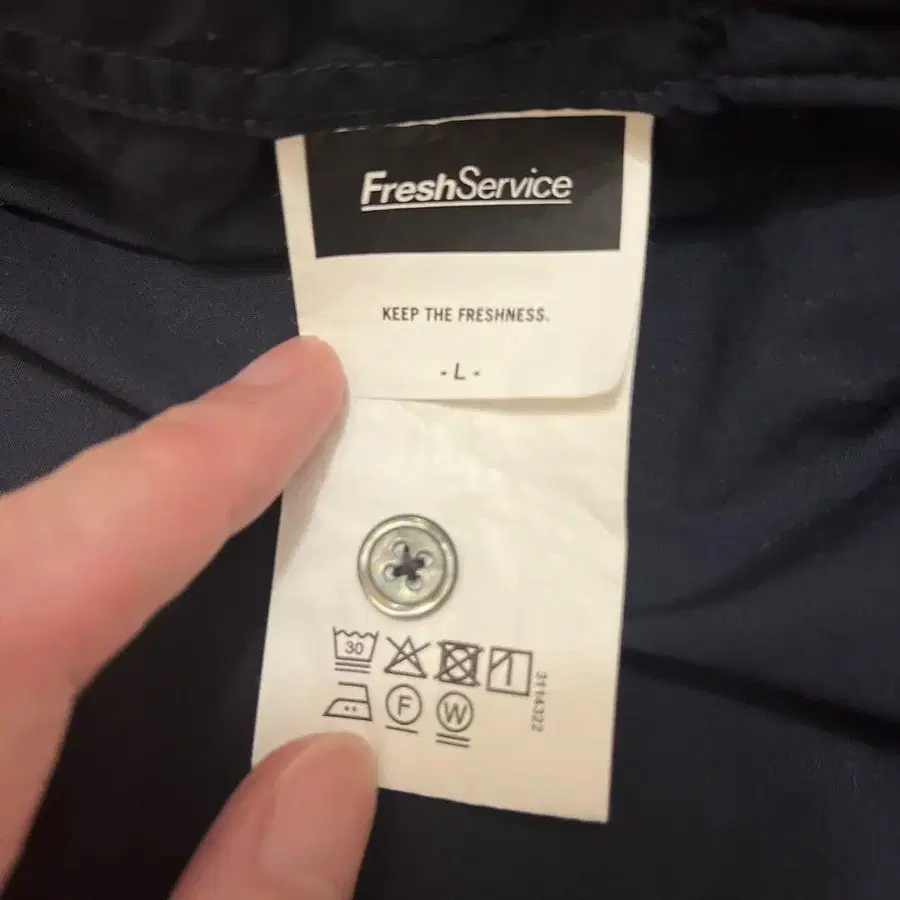 FreshService
KEEP THE FRESHNESS.
- L -
30
F W
3114322